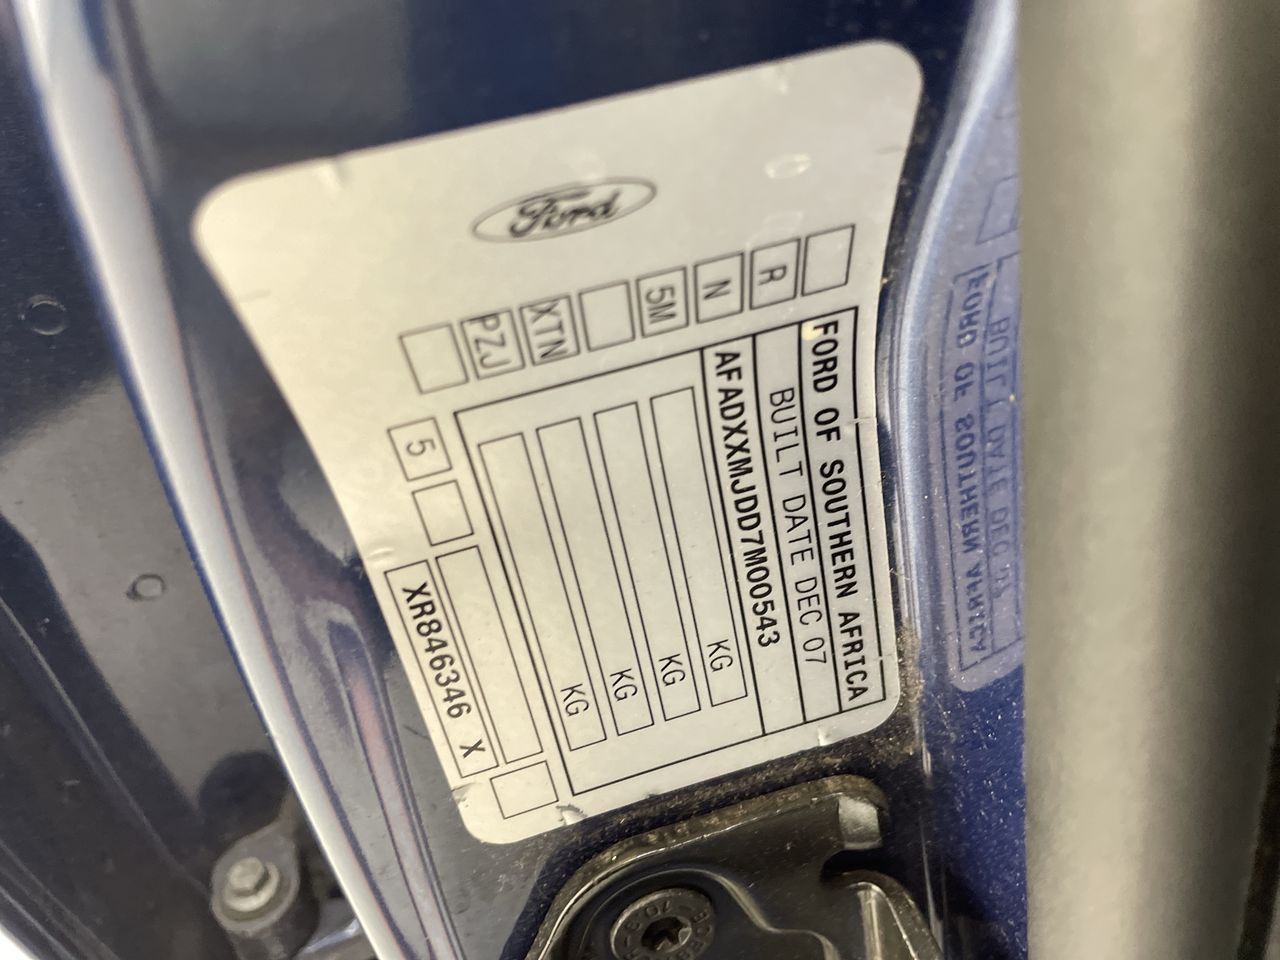 Ford
FORD OF SOUTHERN AFRICA
BUILT DATE DEC 07
AFADXXMJDD7M00543
KG
KG
KG
KG
R
N
5M
XTN
PZJ
5
XR846346 X